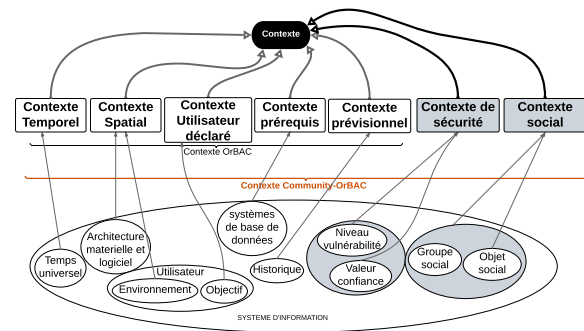 Contexte
Contexte
Temporel
Contexte
Spatial
Contexte
Utilisateur
déclaré
Contexte
prérequis
Contexte
prévisionnel
Contexte de
sécurité
Contexte
social
Contexte OrBAC
Contexte Community-OrBAC
Temps
universel
Architecture
materielle et
logiciel
Utilisateur
Environnement
Objectif
systèmes
de base de
données
Historique
Niveau
vulnérabilité
Valeur
confiance
Groupe
social
Objet
social
SYSTEME D'INFORMATION